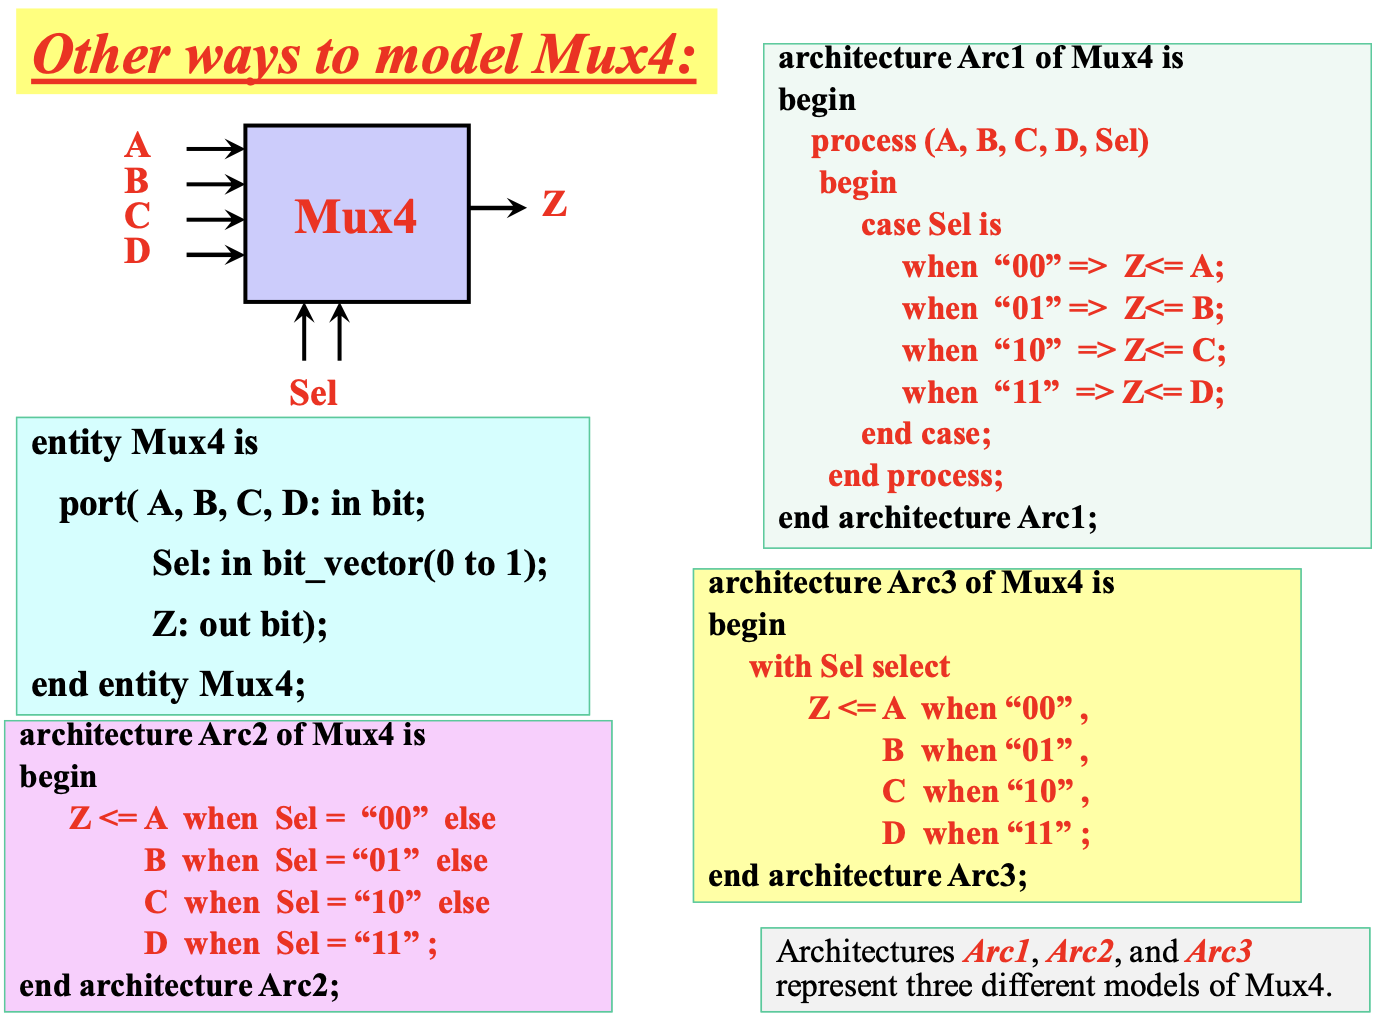 Other ways to model Mux4:
A
B
C
D
Mux4
Z
Sel
entity Mux4 is
port( A, B, C, D: in bit;
Sel: in bit_vector(0 to 1);
Z: out bit);
end entity Mux4;
architecture Arc2 of Mux4 is
begin
Z <= A when Sel = “00” else
B when Sel = “01” else
C when Sel = “10” else
D when Sel = “11” ;
end architecture Arc2;
architecture Arc1 of Mux4 is
begin
process (A, B, C, D, Sel)
begin
case Sel is
when “00” => Z<= A;
when “01” => Z<= B;
when “10” => Z<= C;
when “11” => Z<= D;
end case;
end process;
end architecture Arc1;
architecture Arc3 of Mux4 is
begin
with Sel select
Z <= A when “00” ,
B when “01” ,
C when “10” ,
D when “11” ;
end architecture Arc3;
Architectures Arc1, Arc2, and Arc3
represent three different models of Mux4.